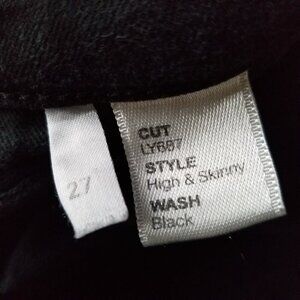 27
CUT
LY687
STYLE
High & Skinny
WASH
Black